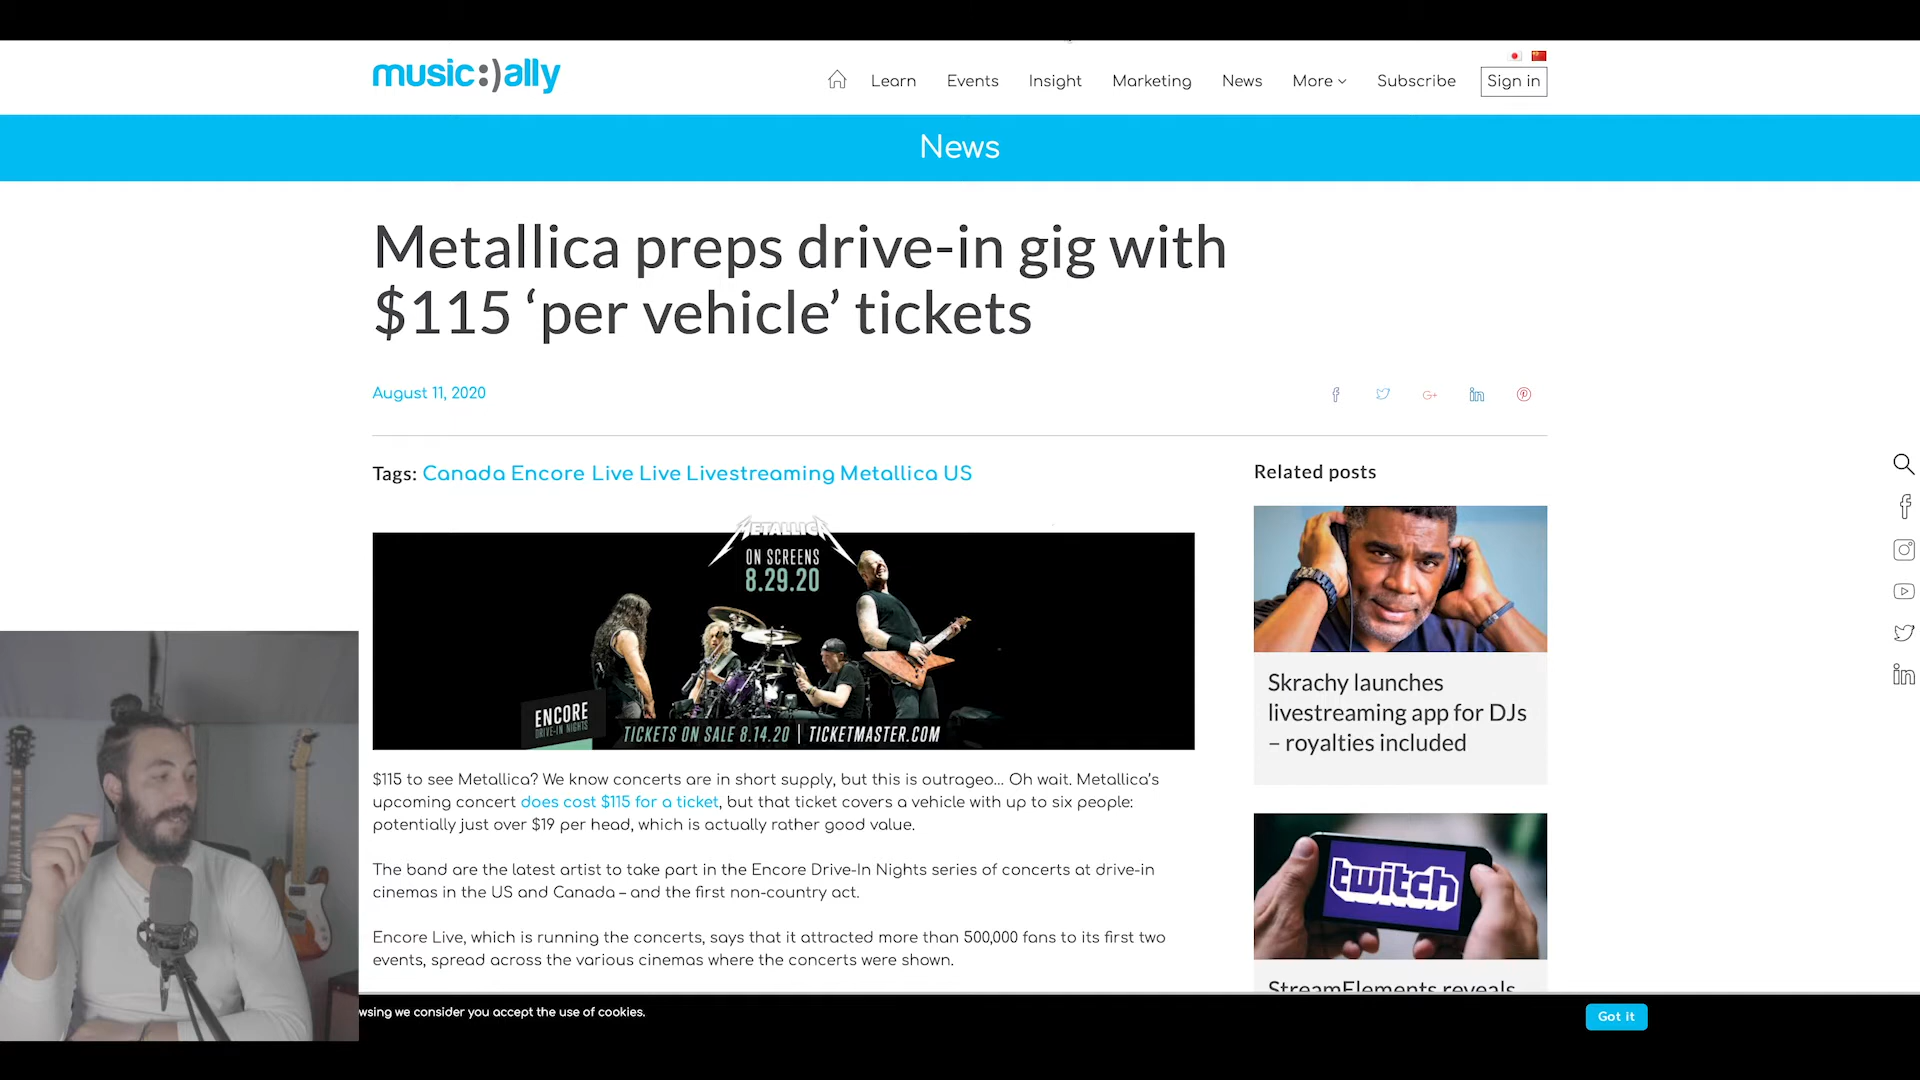 music:)ally
Learn Events Insight Marketing News More Subscribe Sign in
News
Metallica preps drive-in gig with
$115 ‘per vehicle’ tickets
August 11, 2020
Tags: Canada Encore Live Live Livestreaming Metallica US
Related posts
METALLICA
ON SCREENS
8.29.20
ENCORE
DRIVE-IN NIGHTS
TICKETS ON SALE 8.14.20 | TICKETMASTER.COM
Skrachy launches
livestreaming app for DJs
– royalties included
$115 to see Metallica? We know concerts are in short supply, but this is outrageo… Oh wait. Metallica’s
upcoming concert does cost $115 for a ticket, but that ticket covers a vehicle with up to six people:
potentially just over $19 per head, which is actually rather good value.
The band are the latest artist to take part in the Encore Drive-In Nights series of concerts at drive-in
cinemas in the US and Canada – and the first non-country act.
Encore Live, which is running the concerts, says that it attracted more than 500,000 fans to its first two
events, spread across the various cinemas where the concerts were shown.
twitch
StreamElements reveals
wsing we consider you accept the use of cookies.
Got it